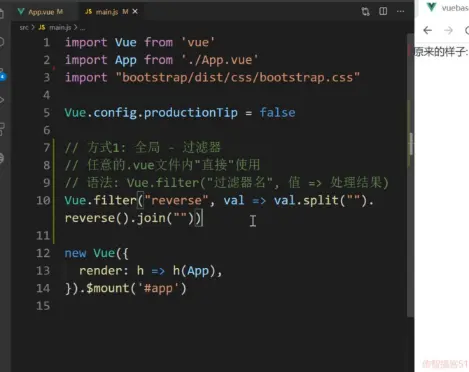 App.vue M
JS main.js M
vuebas
src > JS main.js > ...
原来的样子:
1 import Vue from 'vue'
2 import App from './App.vue'
3 import "bootstrap/dist/css/bootstrap.css"
4
5 Vue.config.productionTip = false
6
7 // 方式1: 全局 - 过滤器
8 // 任意的.vue文件内"直接"使用
9 // 语法: Vue.filter("过滤器名", 值 => 处理结果)
10 Vue.filter("reverse", val => val.split("").
reverse().join(""))
11
12 new Vue({
13 render: h => h(App),
14 }).$mount('#app')
15